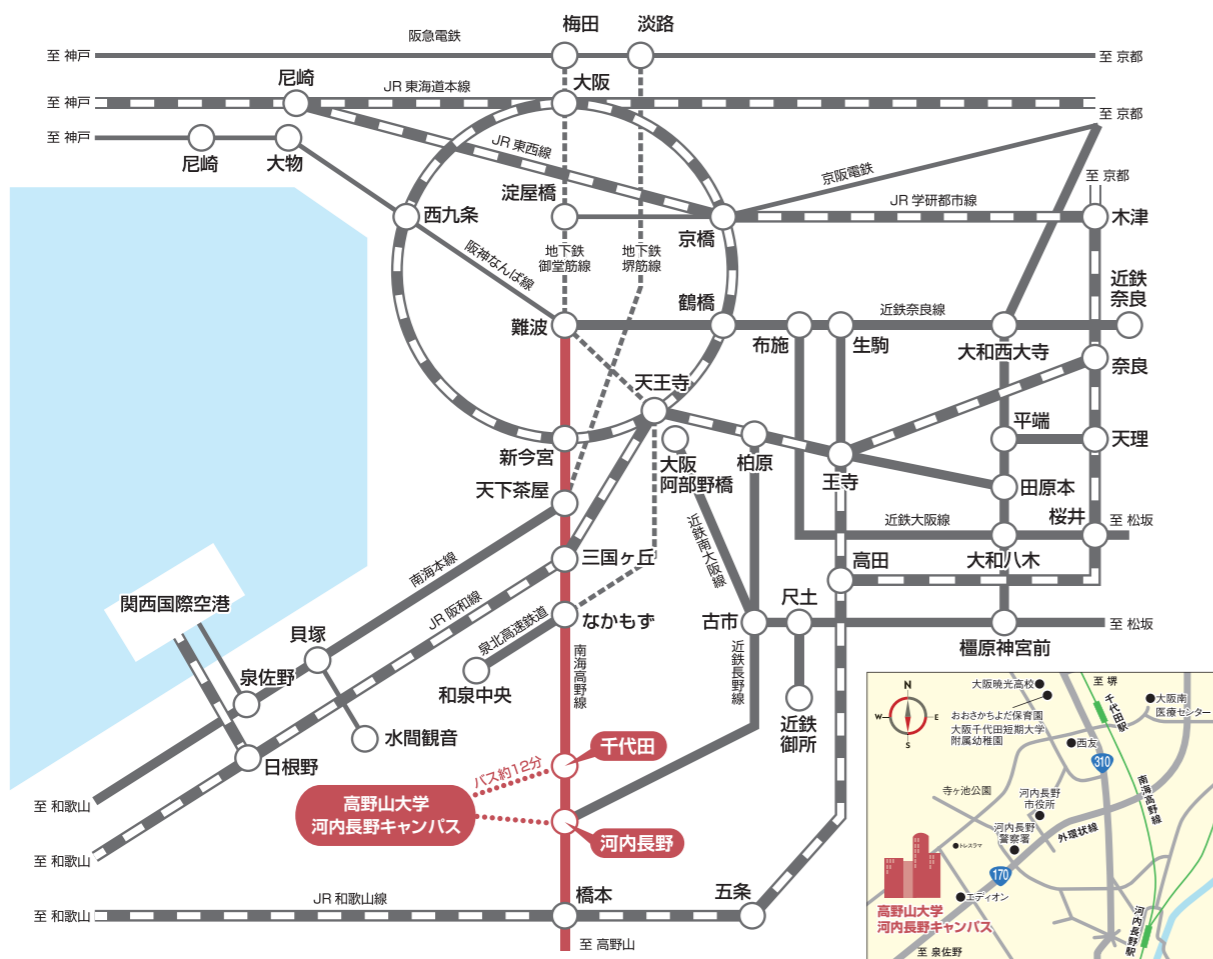 梅田
淡路
阪急電鉄
至 神戸
至 京都
尼崎
JR 東海道本線
大阪
至 神戸
至 京都
至 神戸
尼崎
大物
JR 東西線
京阪電鉄
至 京都
淀屋橋
JR 学研都市線
西九条
京橋
木津
阪神なんば線
地下鉄
御堂筋線
地下鉄
堺筋線
近鉄
奈良
鶴橋
近鉄奈良線
難波
布施
生駒
大和西大寺
奈良
天王寺
平端
新今宮
大阪
阿部野橋
柏原
王寺
天理
天下茶屋
田原本
近鉄南大阪線
近鉄大阪線
桜井
至 松坂
三国ヶ丘
高田
大和八木
南海本線
JR 阪和線
関西国際空港
泉北高速鉄道
なかもず
古市
尺土
至 松坂
橿原神宮前
貝塚
和泉中央
南海高野線
近鉄長野線
泉佐野
近鉄
御所
水間観音
日根野
千代田
バス約12分
高野山大学
河内長野キャンパス
河内長野
至 和歌山
至 和歌山
JR 和歌山線
至 和歌山
橋本
五条
至 高野山
N
W
E
S
大阪暁光高校
至 堺
千代田駅
大阪南
医療センター
おおさかちよだ保育園
大阪千代田短期大学
附属幼稚園
西友
310
寺ヶ池公園
河内長野
市役所
南海高野線
河内長野
警察署
外環状線
トレスラマ
170
エディオン
高野山大学
河内長野キャンパス
河内長野駅
至 泉佐野